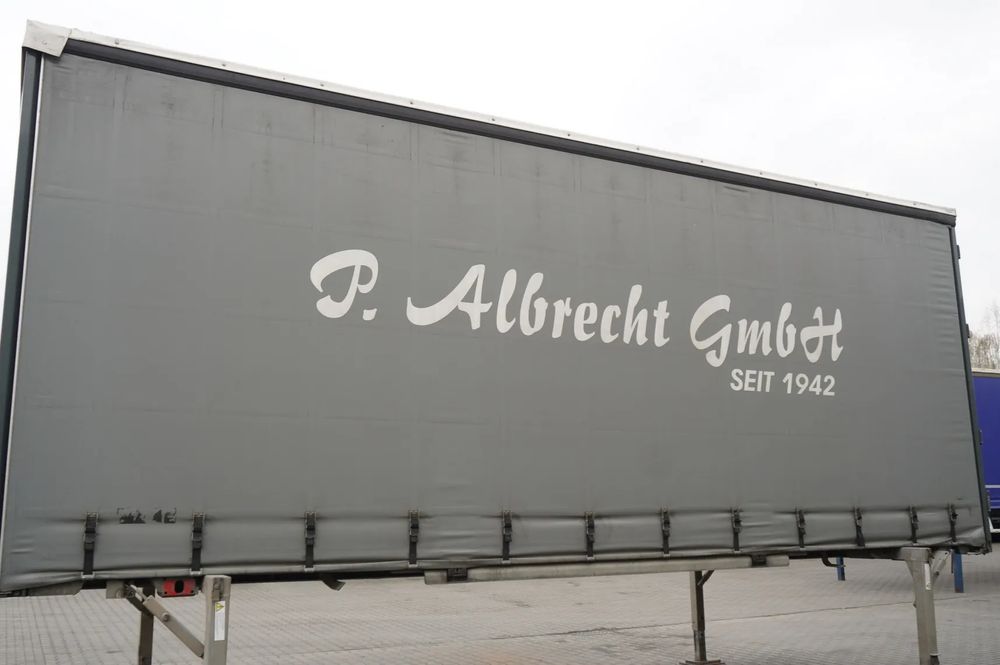 P. Albrecht GmbH
SEIT 1942